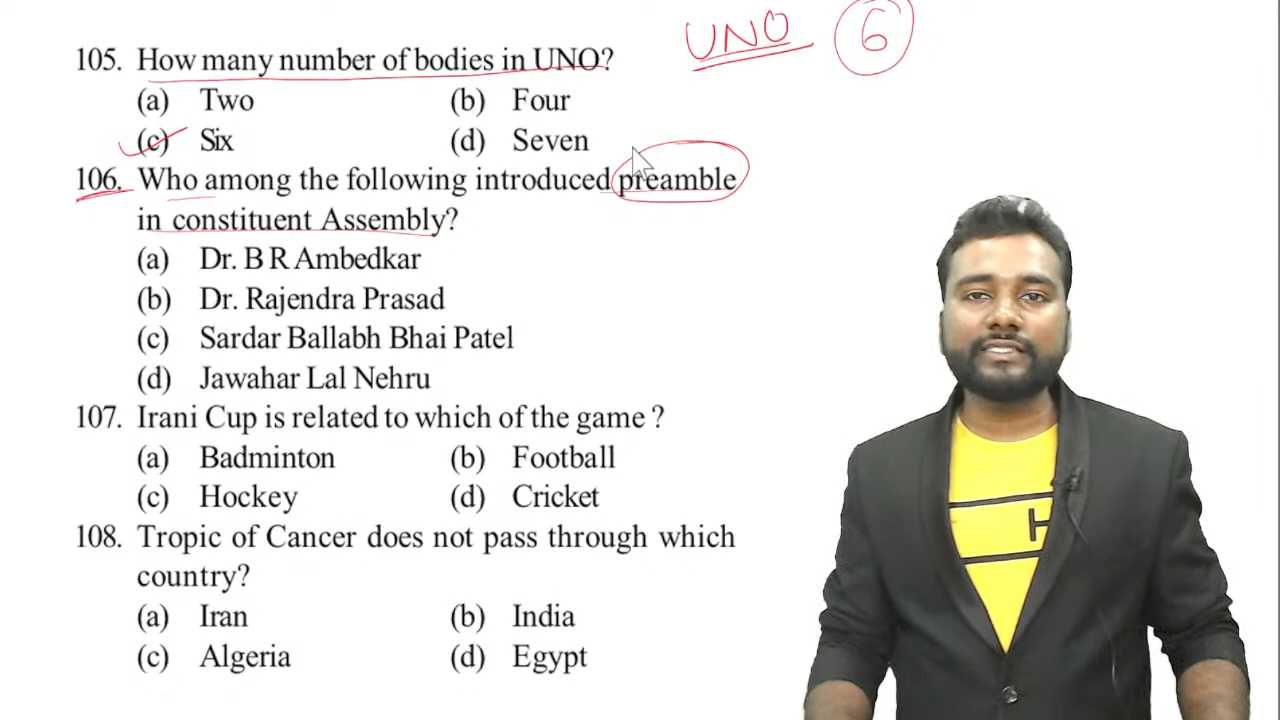 UNO 6
105. How many number of bodies in UNO?
(a) Two (b) Four
(c) Six (d) Seven
106. Who among the following introduced preamble
in constituent Assembly?
(a) Dr. B R Ambedkar
(b) Dr. Rajendra Prasad
(c) Sardar Ballabh Bhai Patel
(d) Jawahar Lal Nehru
107. Irani Cup is related to which of the game ?
(a) Badminton (b) Football
(c) Hockey (d) Cricket
108. Tropic of Cancer does not pass through which
country?
(a) Iran (b) India
(c) Algeria (d) Egypt
H